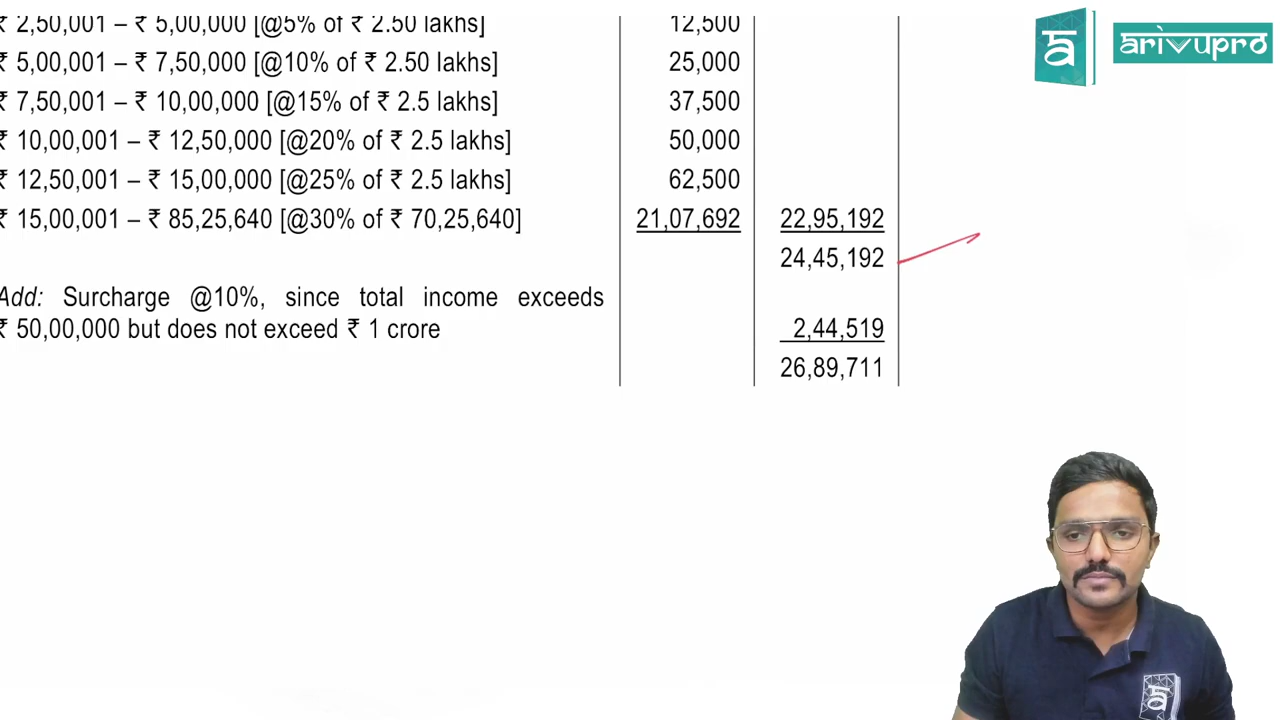 ₹ 2,50,001 – ₹ 5,00,000 [@5% of ₹ 2.50 lakhs] 12,500
₹ 5,00,001 – ₹ 7,50,000 [@10% of ₹ 2.50 lakhs] 25,000
₹ 7,50,001 – ₹ 10,00,000 [@15% of ₹ 2.5 lakhs] 37,500
₹ 10,00,001 – ₹ 12,50,000 [@20% of ₹ 2.5 lakhs] 50,000
₹ 12,50,001 – ₹ 15,00,000 [@25% of ₹ 2.5 lakhs] 62,500
₹ 15,00,001 – ₹ 85,25,640 [@30% of ₹ 70,25,640] 21,07,692 22,95,192
24,45,192
Add: Surcharge @10%, since total income exceeds
₹ 50,00,000 but does not exceed ₹ 1 crore 2,44,519
26,89,711
arivupro